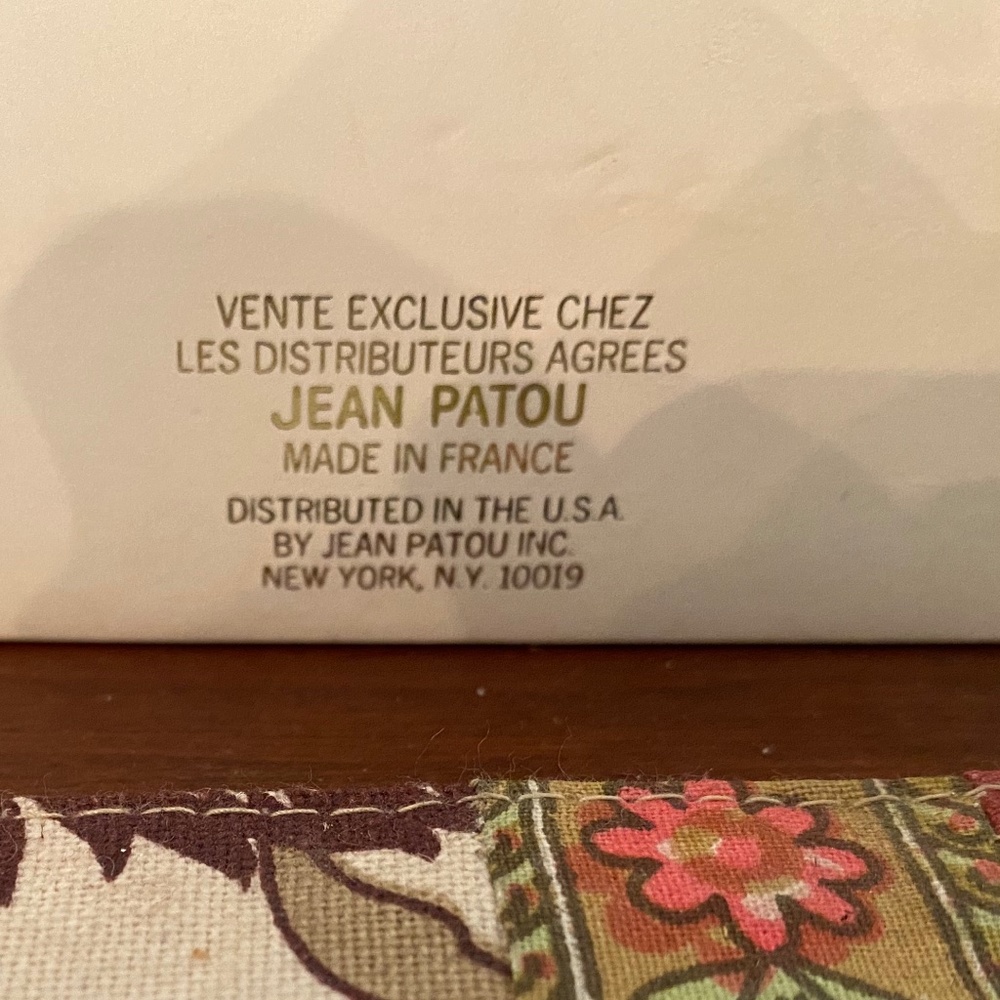 VENTE EXCLUSIVE CHEZ
LES DISTRIBUTEURS AGREES
JEAN PATOU
MADE IN FRANCE
DISTRIBUTED IN THE U.S.A.
BY JEAN PATOU INC.
NEW YORK, N.Y. 10019